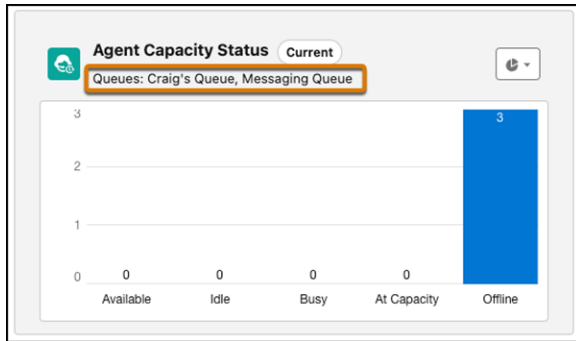 Agent Capacity Status Current
Queues: Craig's Queue, Messaging Queue
3
3
2
1
0
0 0 0 0
Available Idle Busy At Capacity Offline